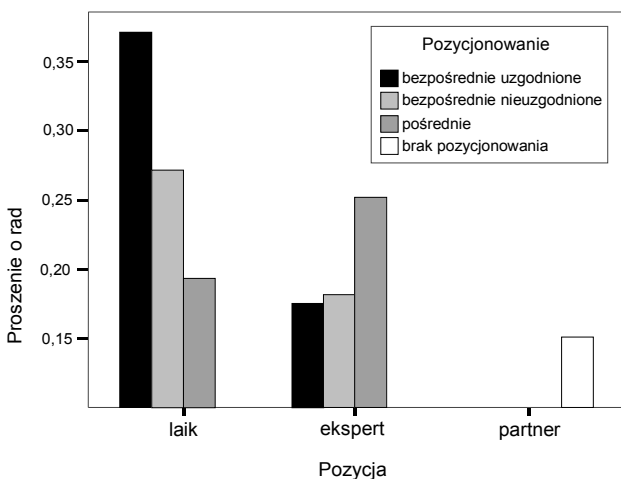 Proszenie o rad
0,35
0,30
0,25
0,20
0,15
Pozycjonowanie
bezpośrednie uzgodnione
bezpośrednie nieuzgodnione
pośrednie
brak pozycjonowania
laik
ekspert
partner
Pozycja